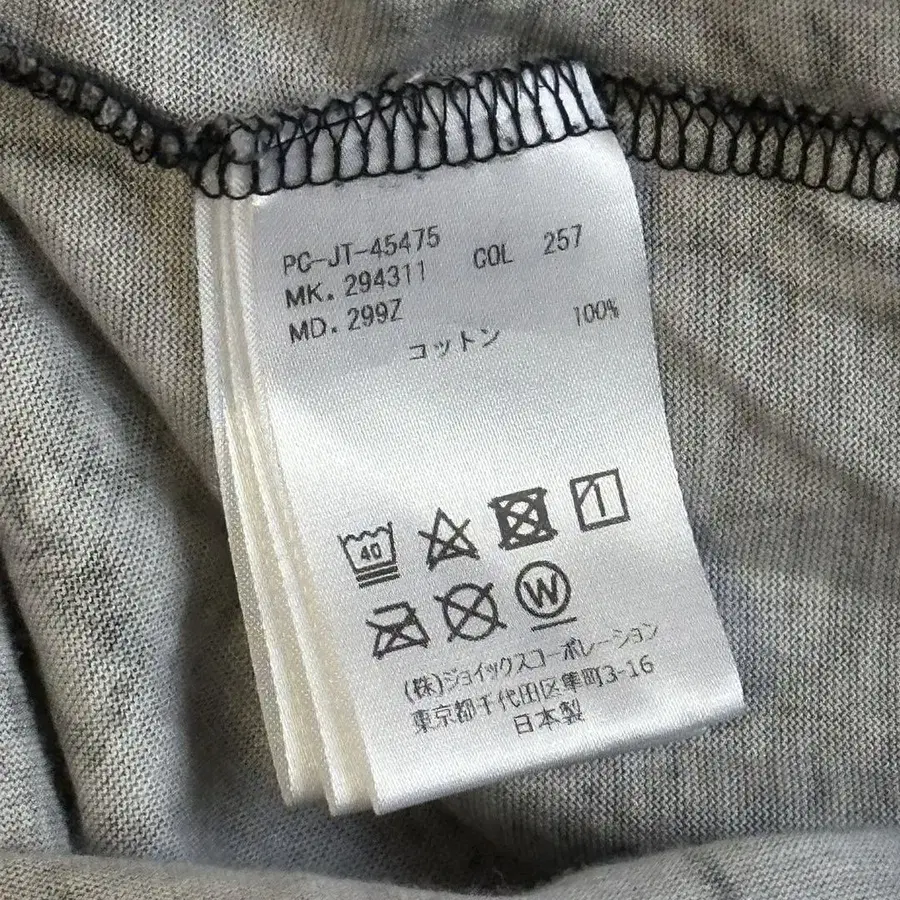 PC-JT-45475
MK. 294311 COL 257
MD. 299Z
コットン 100%
40
W
(株)ジョイックスコーポレーション
東京都千代田区隼町3-16
日本製